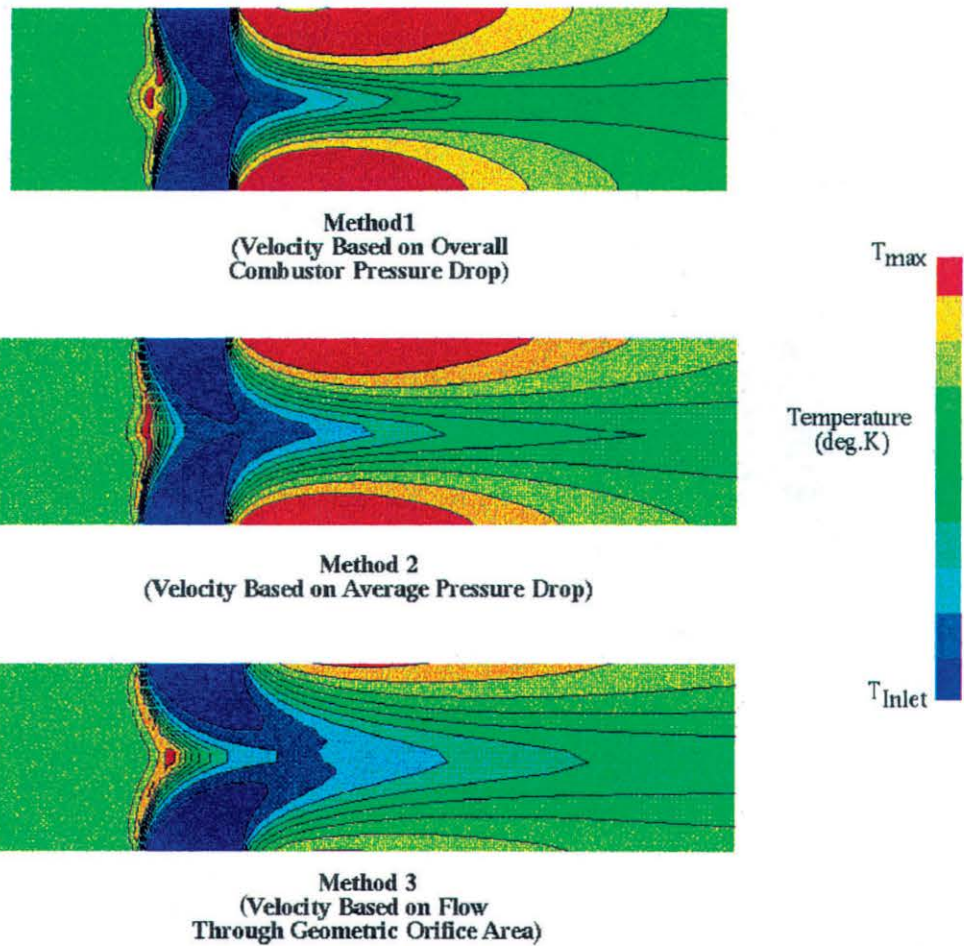 Method1
(Velocity Based on Overall
Combustor Pressure Drop)
Tmax
Temperature
(deg.K)
Method 2
(Velocity Based on Average Pressure Drop)
TInlet
Method 3
(Velocity Based on Flow
Through Geometric Orifice Area)